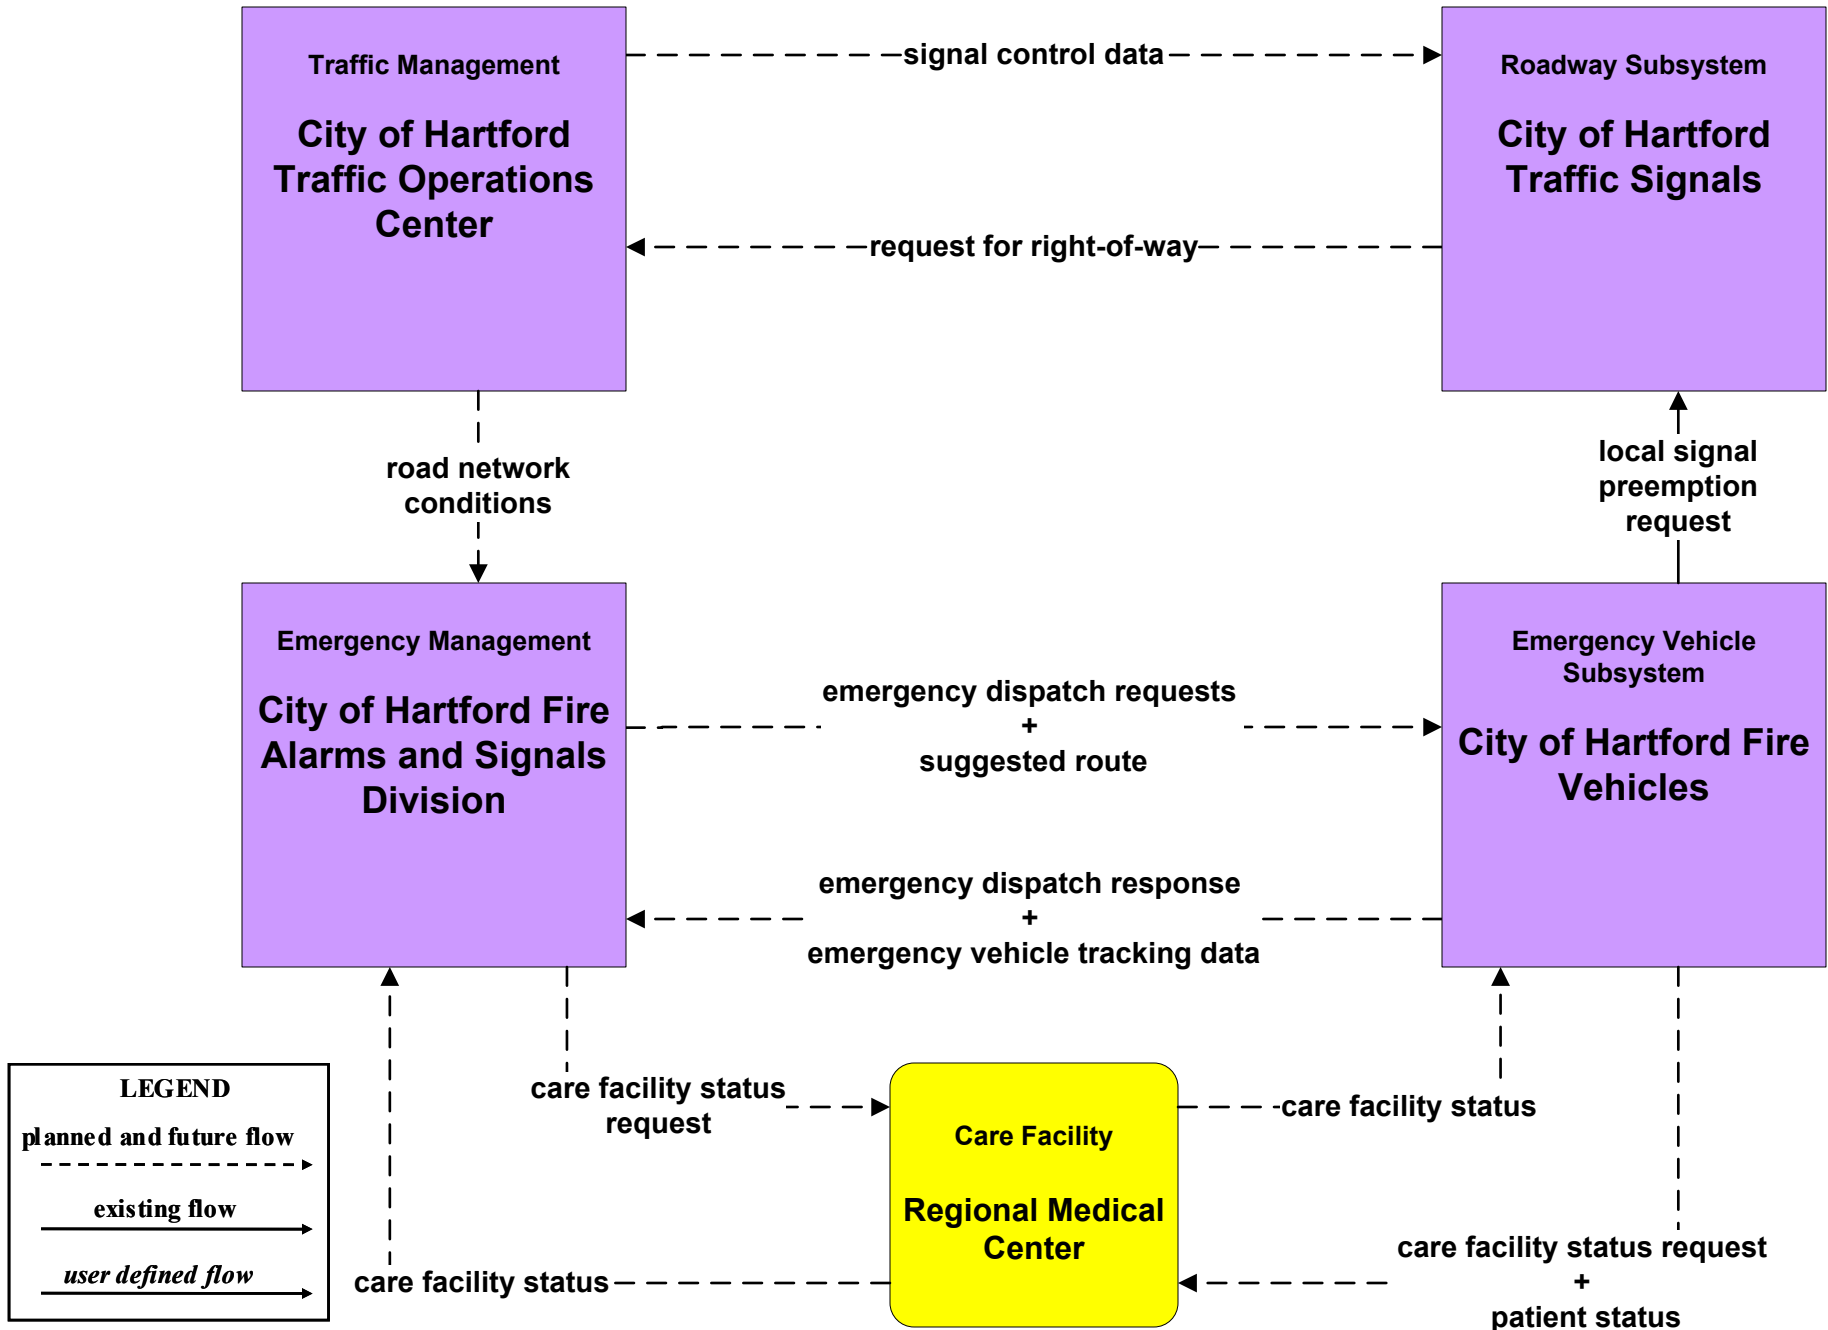 Traffic Management
City of Hartford
Traffic Operations
Center
signal control data
Roadway Subsystem
City of Hartford
Traffic Signals
request for right-of-way
road network
conditions
local signal
preemption
request
Emergency Management
City of Hartford Fire
Alarms and Signals
Division
emergency dispatch requests
+
suggested route
Emergency Vehicle
Subsystem
City of Hartford Fire
Vehicles
emergency dispatch response
+
emergency vehicle tracking data
care facility status
request
Care Facility
Regional Medical
Center
care facility status
care facility status
care facility status request
+
patient status
LEGEND
planned and future flow
existing flow
user defined flow